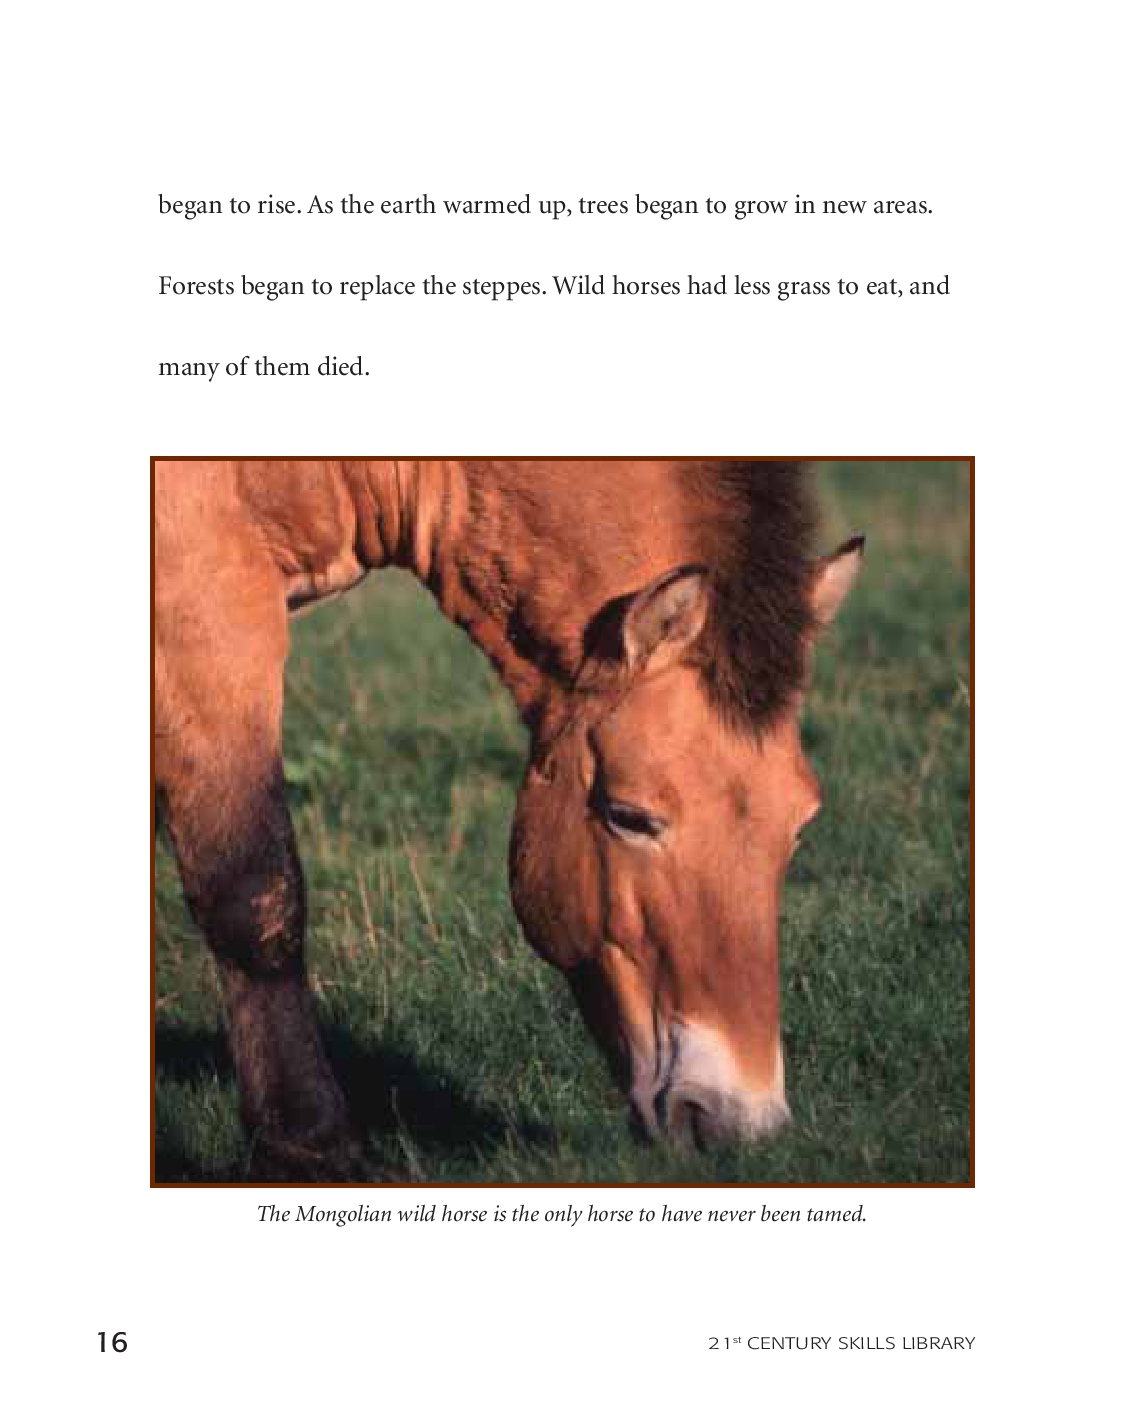 began to rise. As the earth warmed up, trees began to grow in new areas.
Forests began to replace the steppes. Wild horses had less grass to eat, and
many of them died.
The Mongolian wild horse is the only horse to have never been tamed.
16
21st CENTURY SKILLS LIBRARY